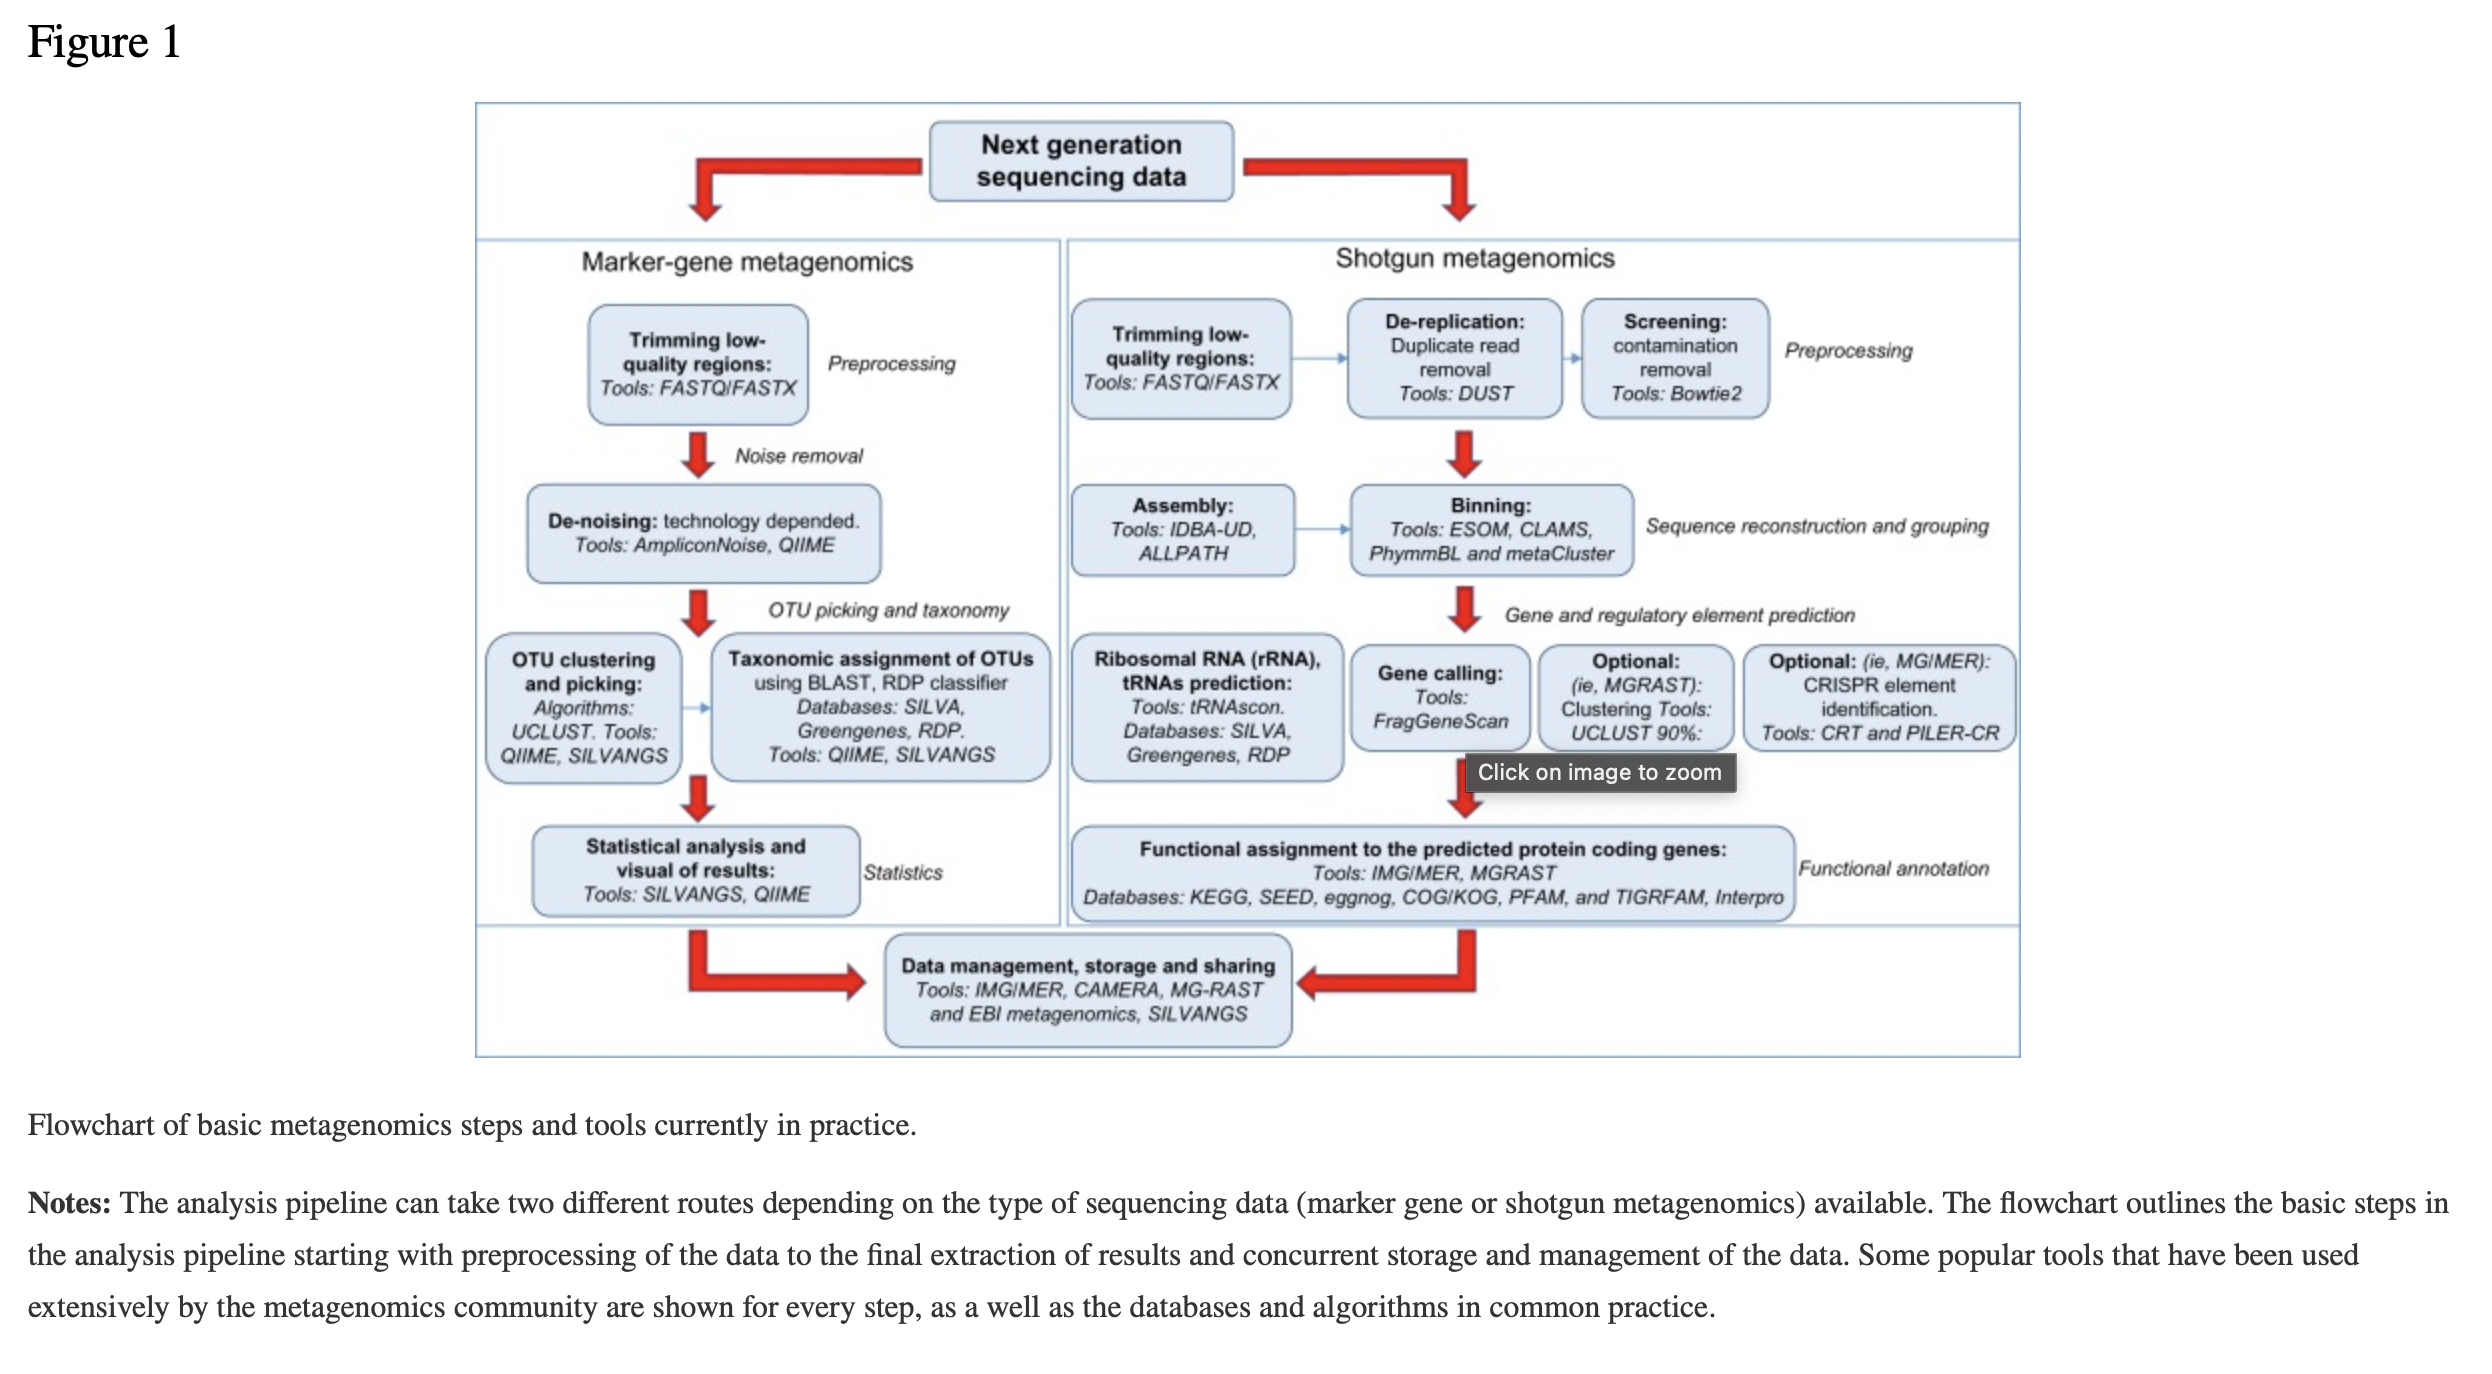 Figure 1
Next generation
sequencing data
Marker-gene metagenomics
Trimming low-
quality regions:
Tools: FASTQ/FASTX
Preprocessing
Noise removal
De-noising: technology depended.
Tools: AmpliconNoise, QIIME
OTU picking and taxonomy
OTU clustering
and picking:
Algorithms:
UCLUST. Tools:
QIIME, SILVANGS
Taxonomic assignment of OTUs
using BLAST, RDP classifier
Databases: SILVA,
Greengenes, RDP.
Tools: QIIME, SILVANGS
Statistical analysis and
visual of results:
Tools: SILVANGS, QIIME
Statistics
Shotgun metagenomics
Trimming low-
quality regions:
Tools: FASTQ/FASTX
De-replication:
Duplicate read
removal
Tools: DUST
Screening:
contamination
removal
Tools: Bowtie2
Preprocessing
Assembly:
Tools: IDBA-UD,
ALLPATH
Binning:
Tools: ESOM, CLAMS,
PhymmBL and metaCluster
Sequence reconstruction and grouping
Gene and regulatory element prediction
Ribosomal RNA (rRNA),
tRNAs prediction:
Tools: tRNAscon.
Databases: SILVA,
Greengenes, RDP
Gene calling:
Tools:
FragGeneScan
Optional:
(ie, MGRAST):
Clustering Tools:
UCLUST 90%:
Optional: (ie, MG/MER):
CRISPR element
identification.
Tools: CRT and PILER-CR
Click on image to zoom
Functional assignment to the predicted protein coding genes:
Tools: IMG/MER, MGRAST
Databases: KEGG, SEED, eggnog, COG/KOG, PFAM, and TIGRFAM, Interpro
Functional annotation
Data management, storage and sharing
Tools: IMG/MER, CAMERA, MG-RAST
and EBI metagenomics, SILVANGS
Flowchart of basic metagenomics steps and tools currently in practice.
Notes: The analysis pipeline can take two different routes depending on the type of sequencing data (marker gene or shotgun metagenomics) available. The flowchart outlines the basic steps in
the analysis pipeline starting with preprocessing of the data to the final extraction of results and concurrent storage and management of the data. Some popular tools that have been used
extensively by the metagenomics community are shown for every step, as a well as the databases and algorithms in common practice.